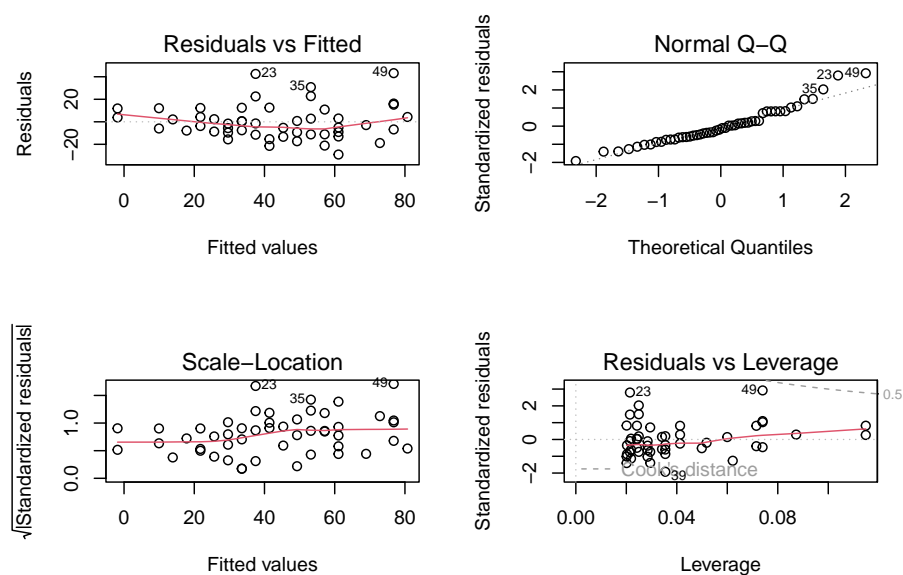 Residuals vs Fitted
Residuals
20
−20
23
35
49
0 20 40 60 80
Fitted values
Normal Q−Q
Standardized residuals
2
0
−2
23
49
35
−2 −1 0 1 2
Theoretical Quantiles
Scale−Location
√|Standardized residuals|
1.0
0.0
23
35
49
0 20 40 60 80
Fitted values
Residuals vs Leverage
Standardized residuals
2
0
−2
23
49
0.5
Cook's distance
39
0.00 0.04 0.08
Leverage